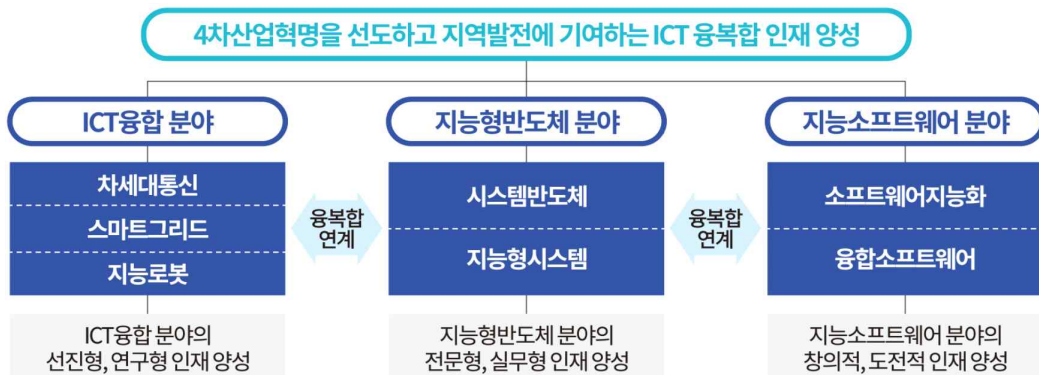 4차산업혁명을 선도하고 지역발전에 기여하는 ICT 융복합 인재 양성
ICT융합 분야
차세대통신
스마트그리드
지능로봇
ICT융합 분야의
선진형, 연구형 인재 양성
융복합
연계
지능형반도체 분야
시스템반도체
지능형시스템
지능형반도체 분야의
전문형, 실무형 인재 양성
융복합
연계
지능소프트웨어 분야
소프트웨어지능화
융합소프트웨어
지능소프트웨어 분야의
창의적, 도전적 인재 양성